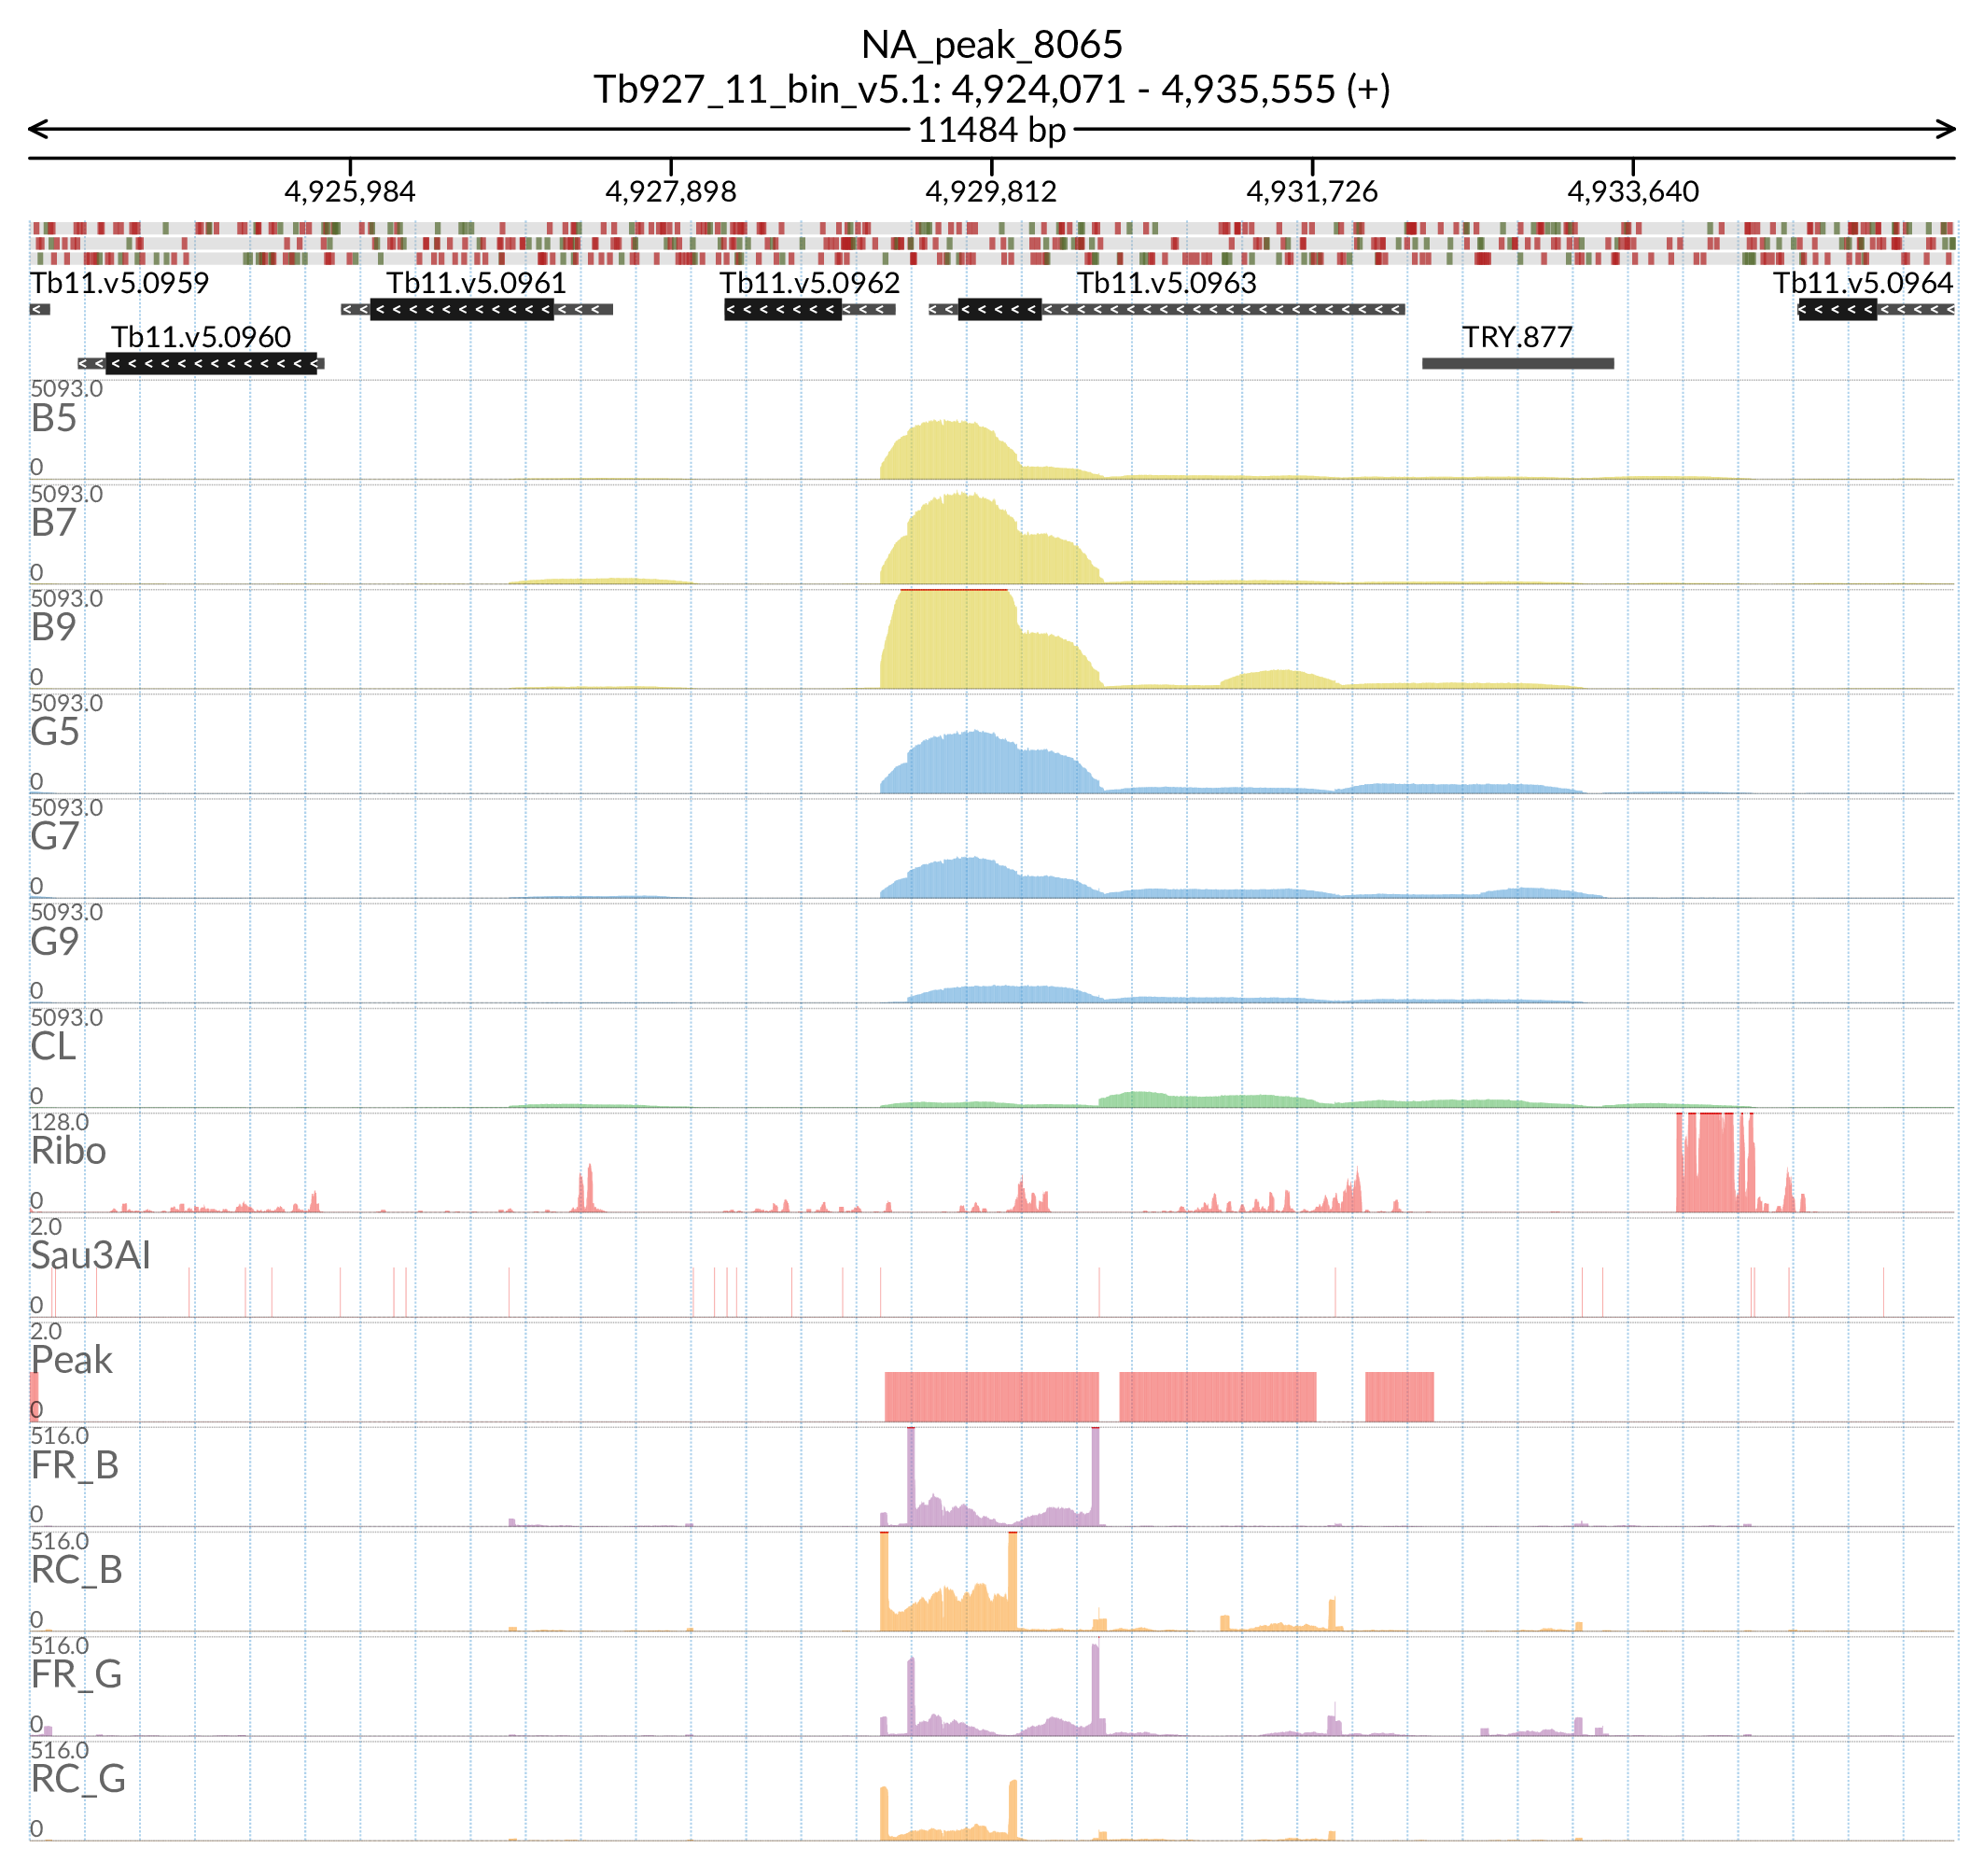 NA_peak_8065
Tb927_11_bin_v5.1: 4,924,071 - 4,935,555 (+)
11484 bp
4,925,984 4,927,898 4,929,812 4,931,726 4,933,640
Tb11.v5.0959 Tb11.v5.0961 Tb11.v5.0962 Tb11.v5.0963 Tb11.v5.0964
Tb11.v5.0960 TRY.877
5093.0
B5
0
5093.0
B7
0
5093.0
B9
0
5093.0
G5
0
5093.0
G7
0
5093.0
G9
0
5093.0
CL
0
128.0
Ribo
0
2.0
Sau3AI
0
2.0
Peak
0
516.0
FR_B
0
516.0
RC_B
0
516.0
FR_G
0
516.0
RC_G
0